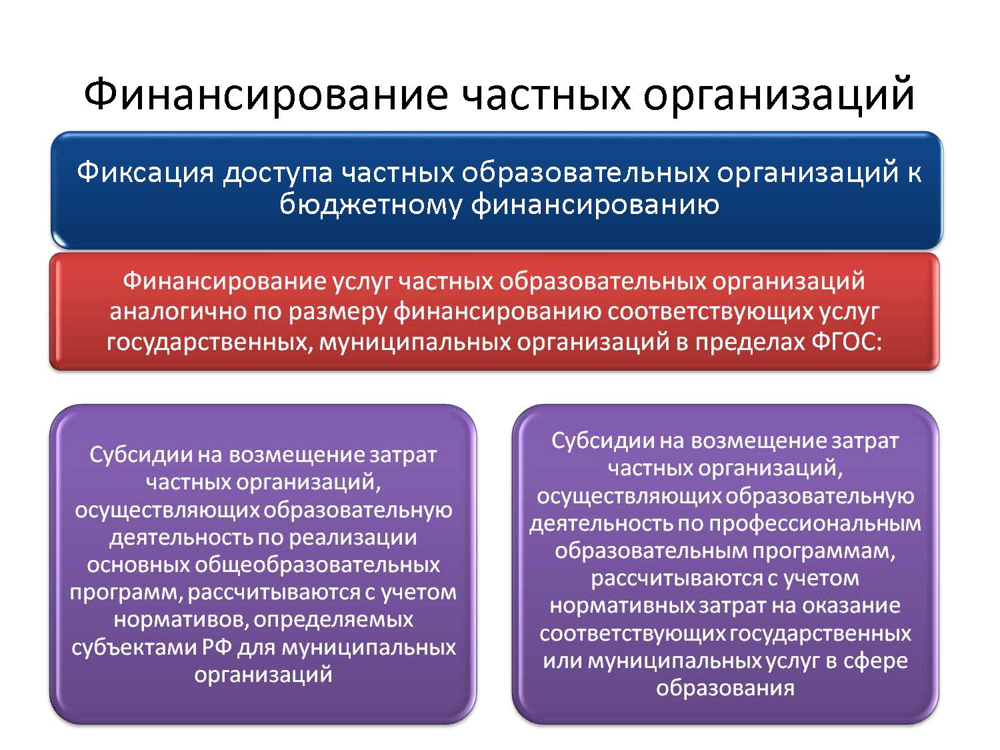 Финансирование частных организаций
Фиксация доступа частных образовательных организаций к
бюджетному финансированию
Финансирование услуг частных образовательных организаций
аналогично по размеру финансированию соответствующих услуг
государственных, муниципальных организаций в пределах ФГОС:
Субсидии на возмещение затрат
частных организаций,
осуществляющих образовательную
деятельность по реализации
основных общеобразовательных
программ, рассчитываются с учетом
нормативов, определяемых
субъектами РФ для муниципальных
организаций
Субсидии на возмещение затрат
частных организаций,
осуществляющих образовательную
деятельность по профессиональным
образовательным программам,
рассчитываются с учетом
нормативных затрат на оказание
соответствующих государственных
или муниципальных услуг в сфере
образования